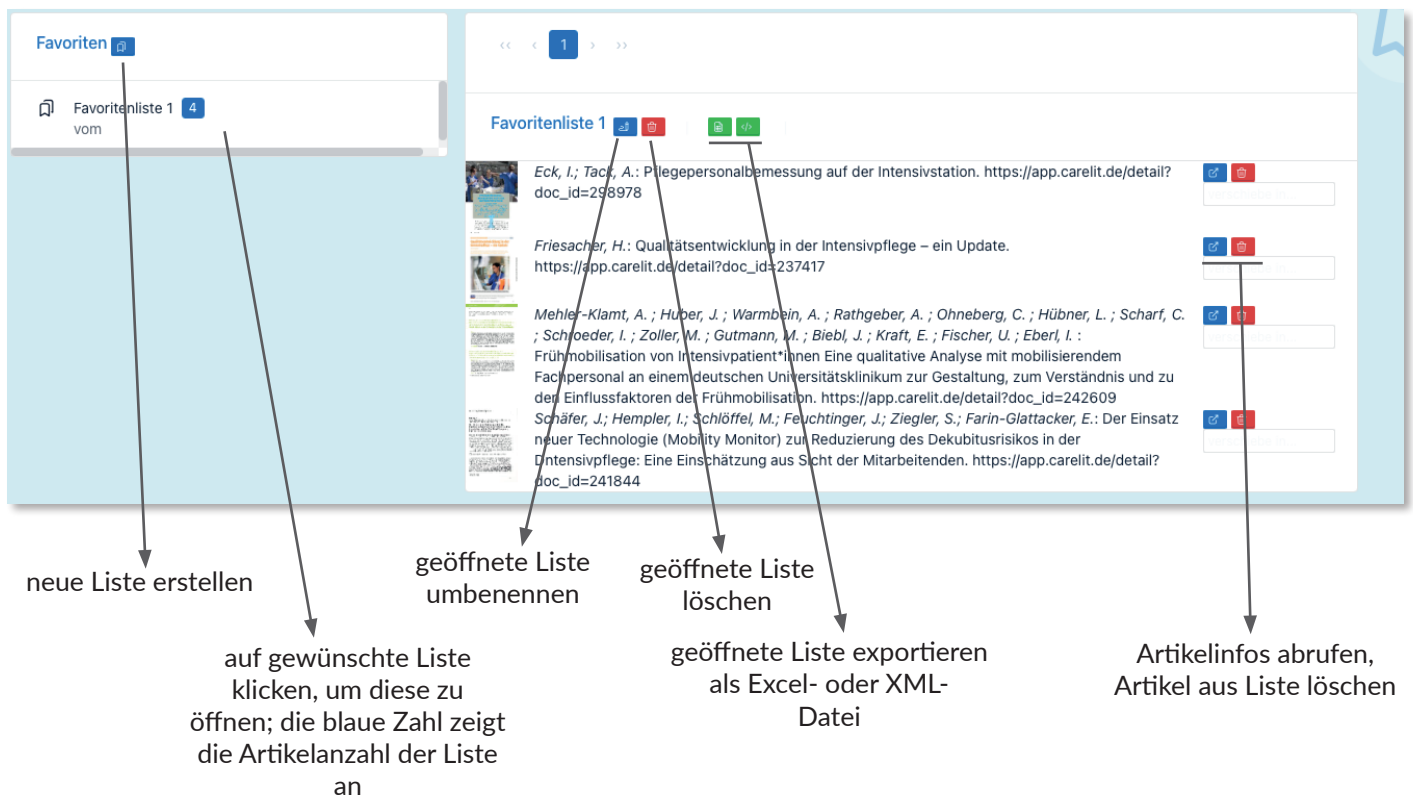 Favoriten
Favoritenliste 1 4
vom
‹‹ ‹ 1 › ››
Favoritenliste 1
Eck, I.; Tack, A.: Pflegepersonalbemessung auf der Intensivstation. https://app.carelit.de/detail?
doc_id=298978
Friesacher, H.: Qualitätsentwicklung in der Intensivpflege – ein Update.
https://app.carelit.de/detail?doc_id=237417
Mehler-Klamt, A. ; Huber, J. ; Warmbein, A. ; Rathgeber, A. ; Ohneberg, C. ; Hübner, L. ; Scharf, C.
; Schroeder, I. ; Zoller, M. ; Gutmann, M. ; Biebl, J. ; Kraft, E. ; Fischer, U. ; Eberl, I. :
Frühmobilisation von Intensivpatient*innen Eine qualitative Analyse mit mobilisierendem
Fachpersonal an einem deutschen Universitätsklinikum zur Gestaltung, zum Verständnis und zu
den Einflussfaktoren der Frühmobilisation. https://app.carelit.de/detail?doc_id=242609
Schäfer, J.; Hempler, I.; Schlöffel, M.; Feuchtinger, J.; Ziegler, S.; Farin-Glattacker, E.: Der Einsatz
neuer Technologie (Mobility Monitor) zur Reduzierung des Dekubitusrisikos in der
Dntensivpflege: Eine Einschätzung aus Sicht der Mitarbeitenden. https://app.carelit.de/detail?
doc_id=241844
neue Liste erstellen
geöffnete Liste
umbenennen
geöffnete Liste
löschen
auf gewünschte Liste
klicken, um diese zu
öffnen; die blaue Zahl zeigt
die Artikelanzahl der Liste
an
geöffnete Liste exportieren
als Excel- oder XML-
Datei
Artikelinfos abrufen,
Artikel aus Liste löschen